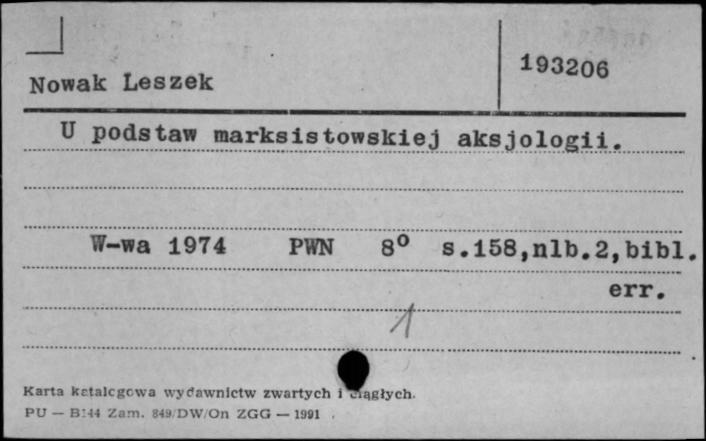 193206
Nowak Leszek
U podstaw marksistowskiej aksjologii.
W-wa 1974 PWN 8° s.158,nlb.2,bibl.
err.
1
Karta katalogowa wydawnictw zwartych i ciągłych.
PU — B144 Zam. 849/DW/On ZGG — 1991